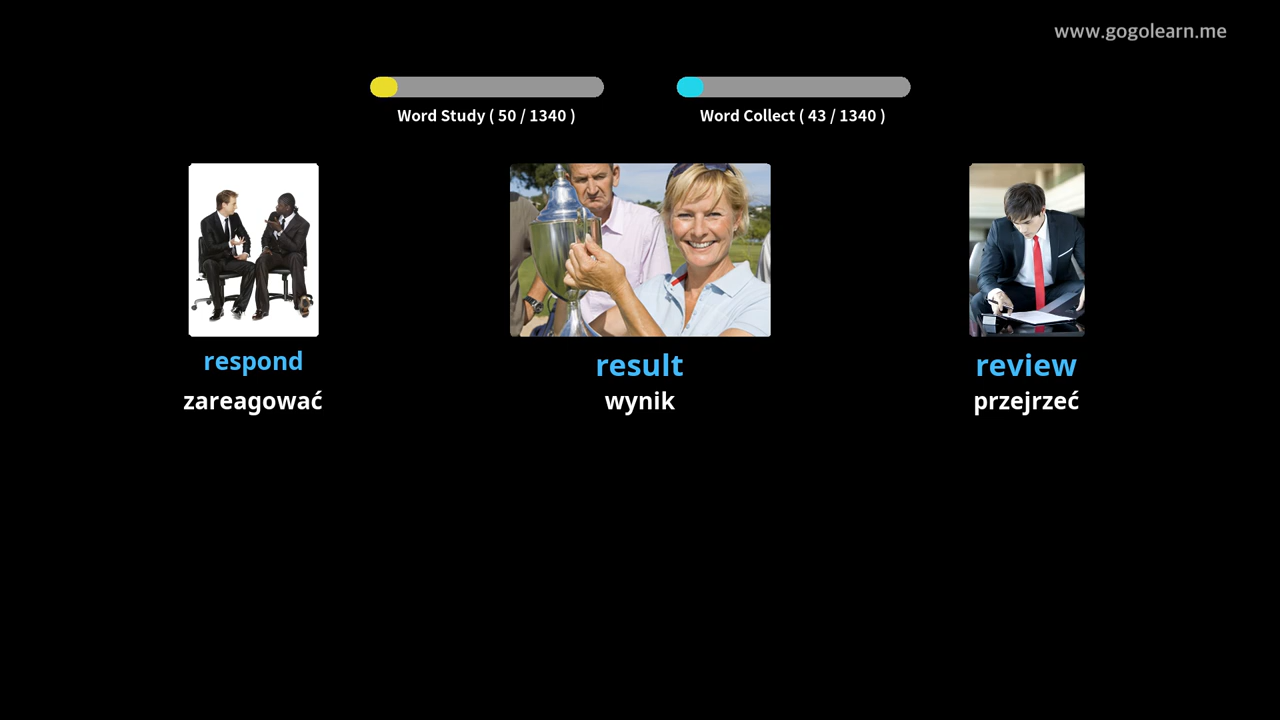 www.gogolearn.me
Word Study ( 50 / 1340 )
Word Collect ( 43 / 1340 )
respond
result
review
zareagować
wynik
przejrzeć